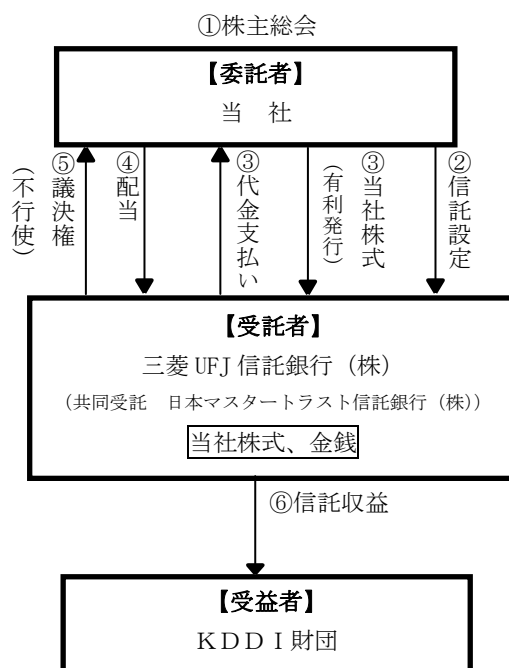 ①株主総会
【委託者】
当　社
⑤議決権
(不行使)
④配当
③代金支払い
③当社株式
(有利発行)
②信託設定
【受託者】
三菱 UFJ 信託銀行（株）
（共同受託　日本マスタートラスト信託銀行（株））
当社株式、金銭
⑥信託収益
【受益者】
ＫＤＤＩ財団